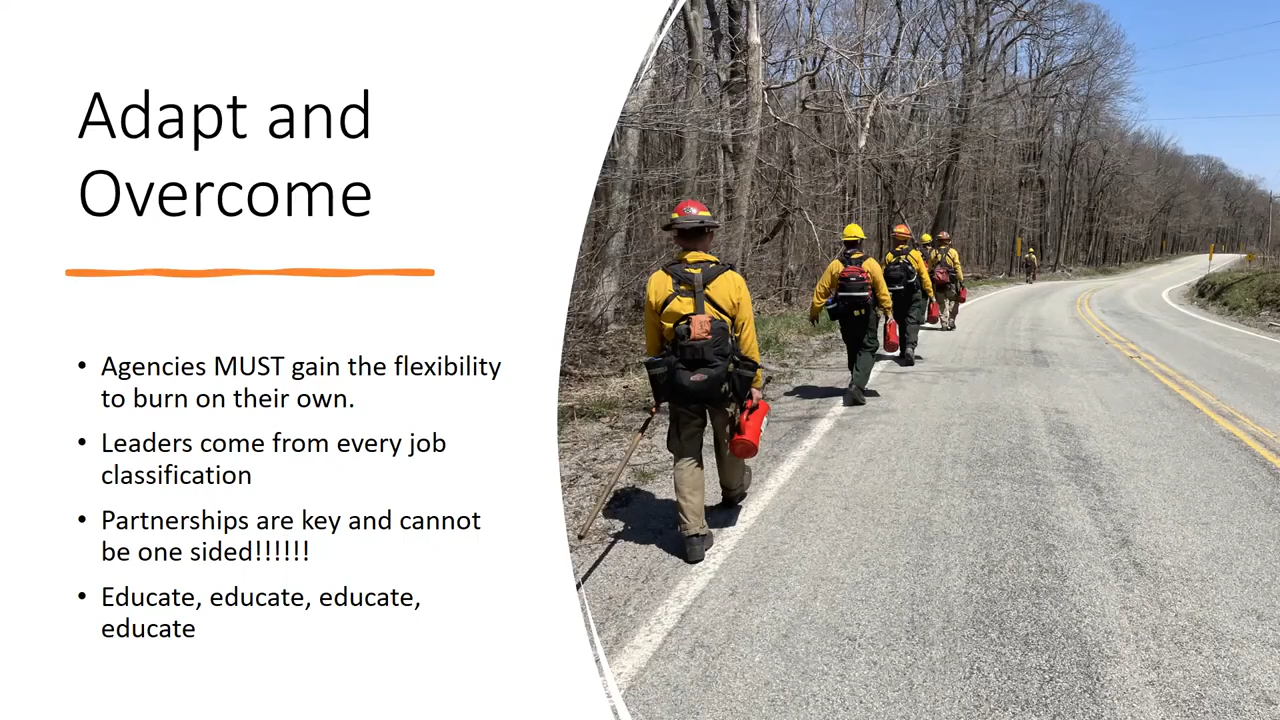 Adapt and
Overcome
• Agencies MUST gain the flexibility
to burn on their own.
• Leaders come from every job
classification
• Partnerships are key and cannot
be one sided!!!!!!
• Educate, educate, educate,
educate